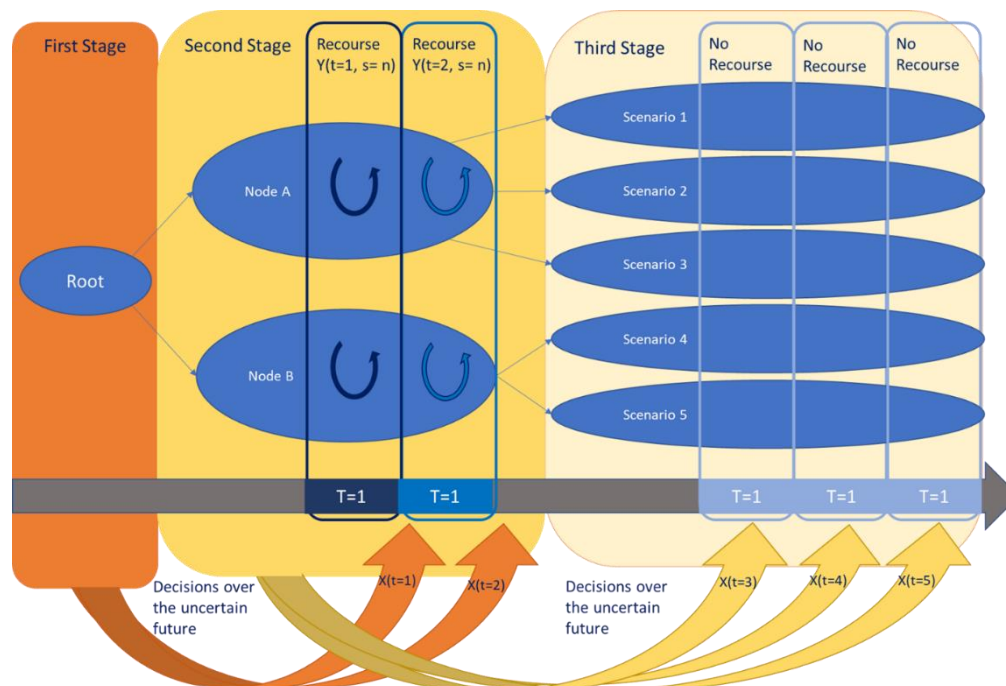 First Stage
Second Stage
Recourse
Y(t=1, s= n)
Recourse
Y(t=2, s= n)
Third Stage
No
Recourse
No
Recourse
No
Recourse
Scenario 1
Node A
Scenario 2
Scenario 3
Root
Scenario 4
Node B
Scenario 5
T=1
T=1
T=1
T=1
T=1
Decisions over
the uncertain
future
X(t=1)
X(t=2)
Decisions over
the uncertain
future
X(t=3)
X(t=4)
X(t=5)